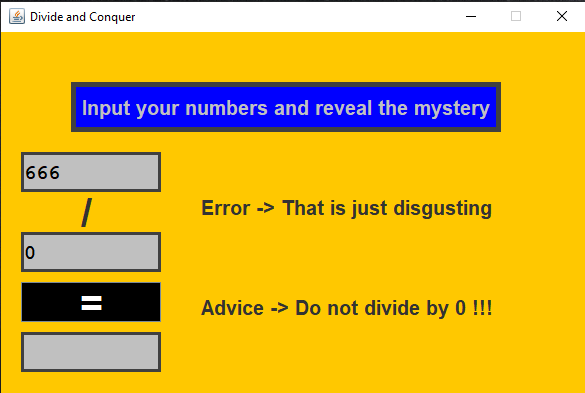 Divide and Conquer
Input your numbers and reveal the mystery
666
/
Error -> That is just disgusting
0
=
Advice -> Do not divide by 0 !!!